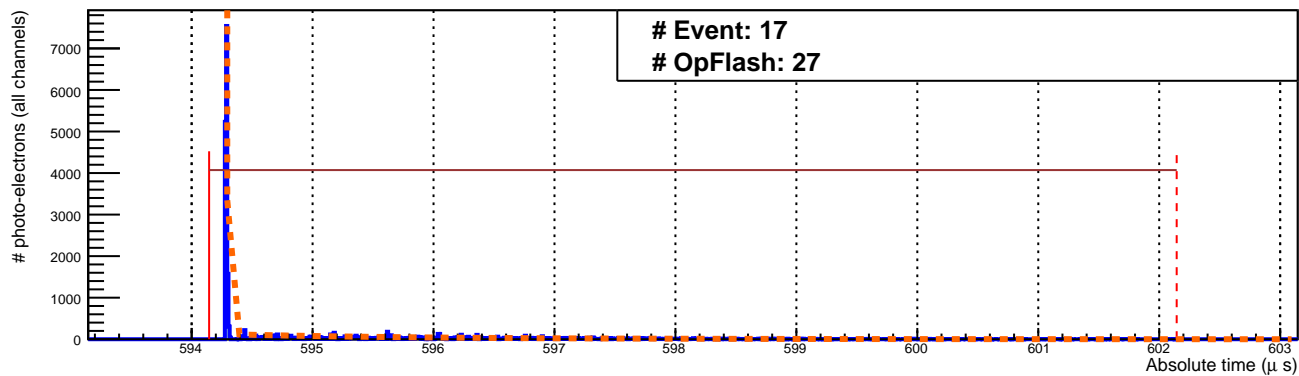 # Event: 17
# OpFlash: 27
# photo-electrons (all channels)
7000
6000
5000
4000
3000
2000
1000
0
594 595 596 597 598 599 600 601 602 603
Absolute time (μ s)